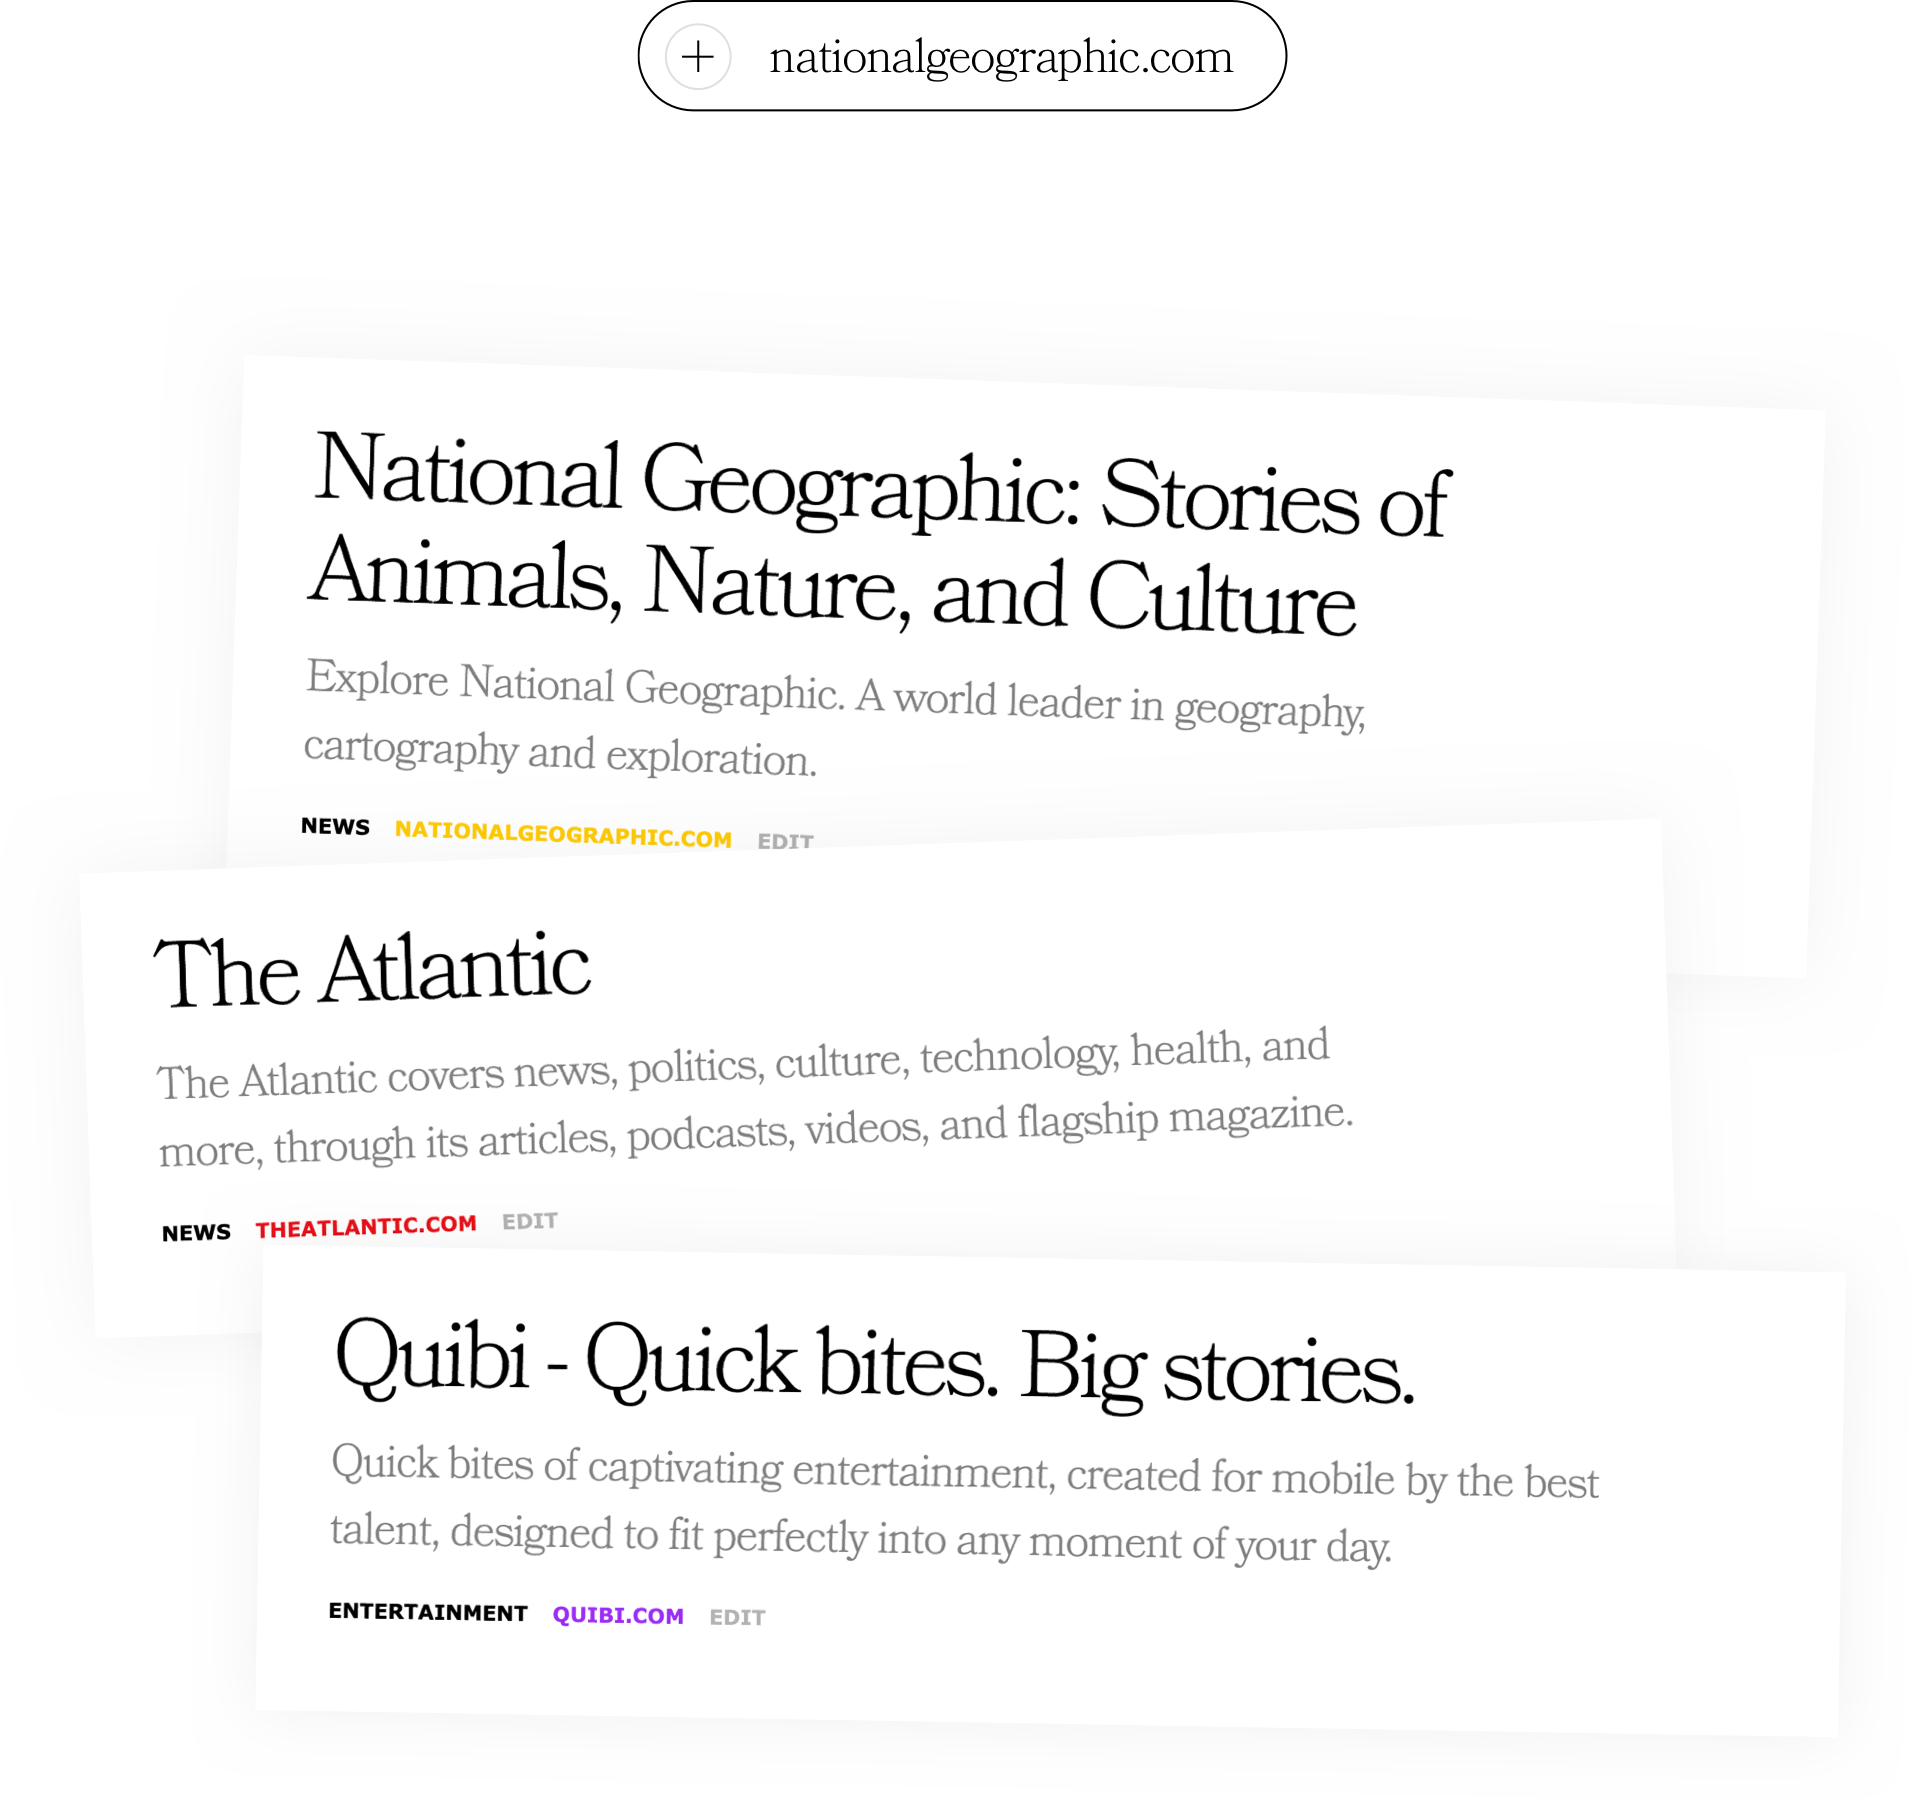 nationalgeographic.com
National Geographic: Stories of
Animals, Nature, and Culture
Explore National Geographic. A world leader in geography,
cartography and exploration.
NEWS NATIONALGEOGRAPHIC.COM EDIT
The Atlantic
The Atlantic covers news, politics, culture, technology, health, and
more, through its articles, podcasts, videos, and flagship magazine.
NEWS THEATLANTIC.COM EDIT
Quibi - Quick bites. Big stories.
Quick bites of captivating entertainment, created for mobile by the best
talent, designed to fit perfectly into any moment of your day.
ENTERTAINMENT QUIBI.COM EDIT